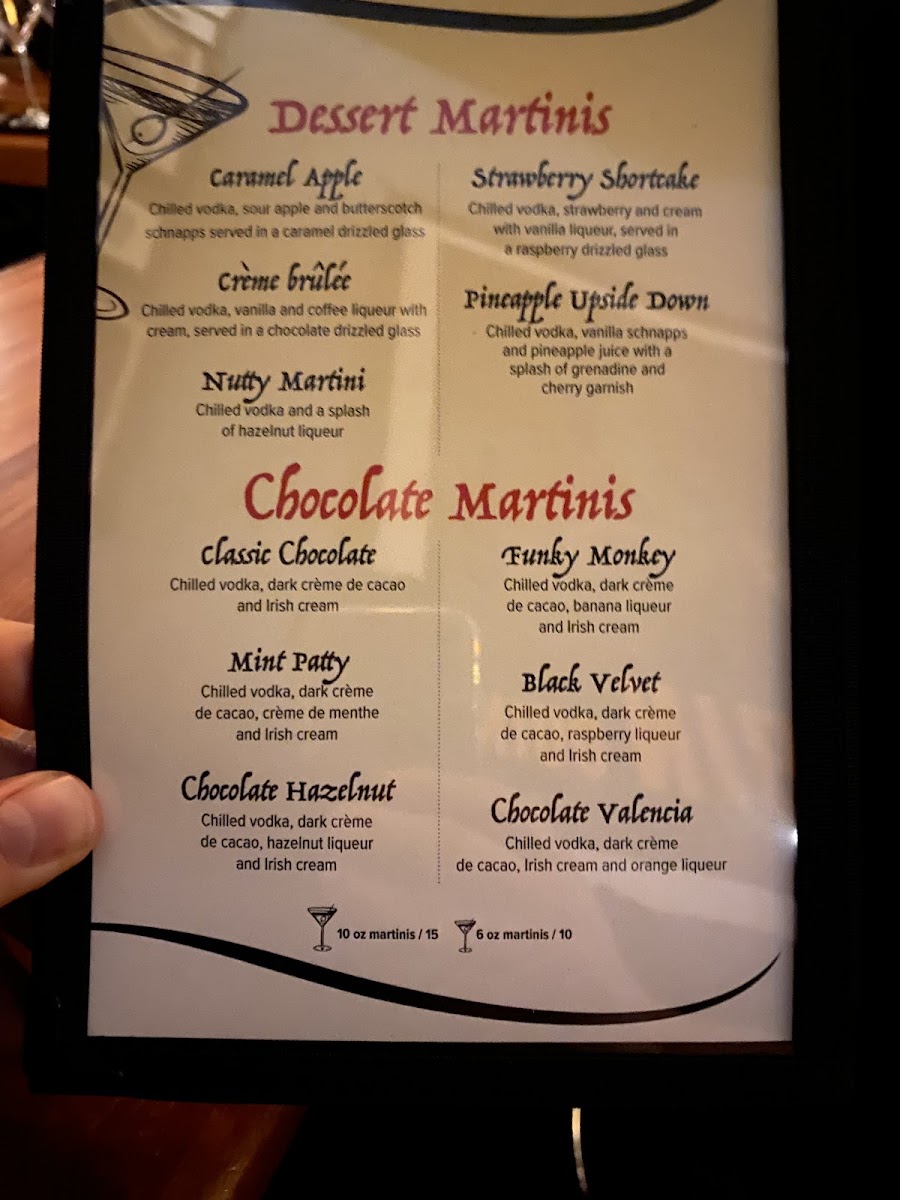 Dessert Martinis
Caramel Apple
Chilled vodka, sour apple and butterscotch
schnapps served in a caramel drizzled glass
Crème brûlée
Chilled vodka, vanilla and coffee liqueur with
cream, served in a chocolate drizzled glass
Nutty Martini
Chilled vodka and a splash
of hazelnut liqueur
Strawberry Shortcake
Chilled vodka, strawberry and cream
with vanilla liqueur, served in
a raspberry drizzled glass
Pineapple Upside Down
Chilled vodka, vanilla schnapps
and pineapple juice with a
splash of grenadine and
cherry garnish
Chocolate Martinis
Classic Chocolate
Chilled vodka, dark crème de cacao
and Irish cream
Mint Patty
Chilled vodka, dark crème
de cacao, crème de menthe
and Irish cream
Chocolate Hazelnut
Chilled vodka, dark crème
de cacao, hazelnut liqueur
and Irish cream
Funky Monkey
Chilled vodka, dark crème
de cacao, banana liqueur
and Irish cream
Black Velvet
Chilled vodka, dark crème
de cacao, raspberry liqueur
and Irish cream
Chocolate Valencia
Chilled vodka, dark crème
de cacao, Irish cream and orange liqueur
10 oz martinis / 15 6 oz martinis / 10